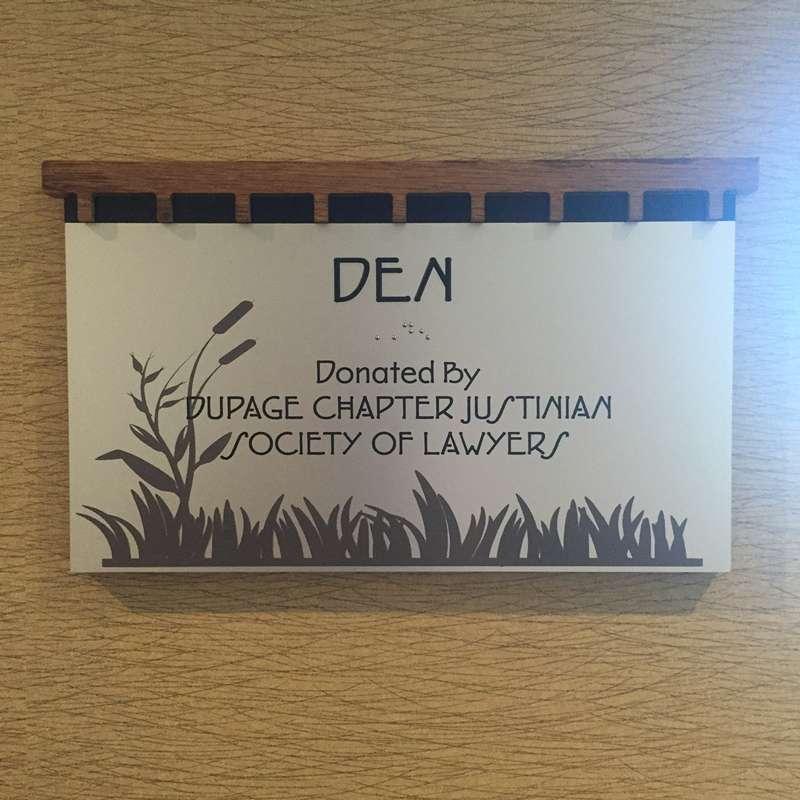 DEN
Donated By
DUPAGE CHAPTER JUSTINIAN
SOCIETY OF LAWYERS